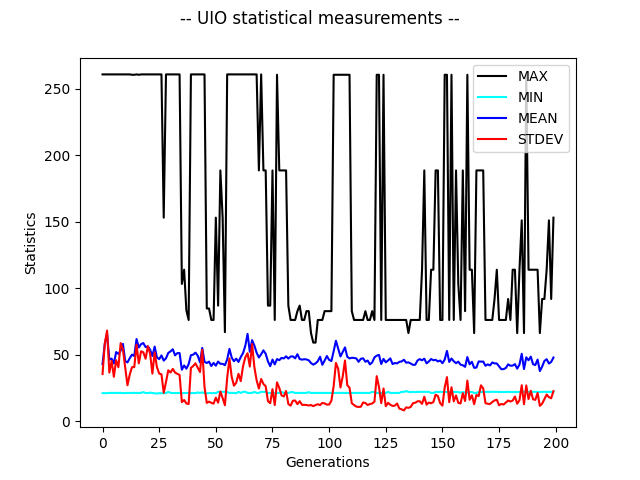 -- UIO statistical measurements --
MAX
MIN
MEAN
STDEV
250
200
150
100
50
0
Statistics
0 25 50 75 100 125 150 175 200
Generations